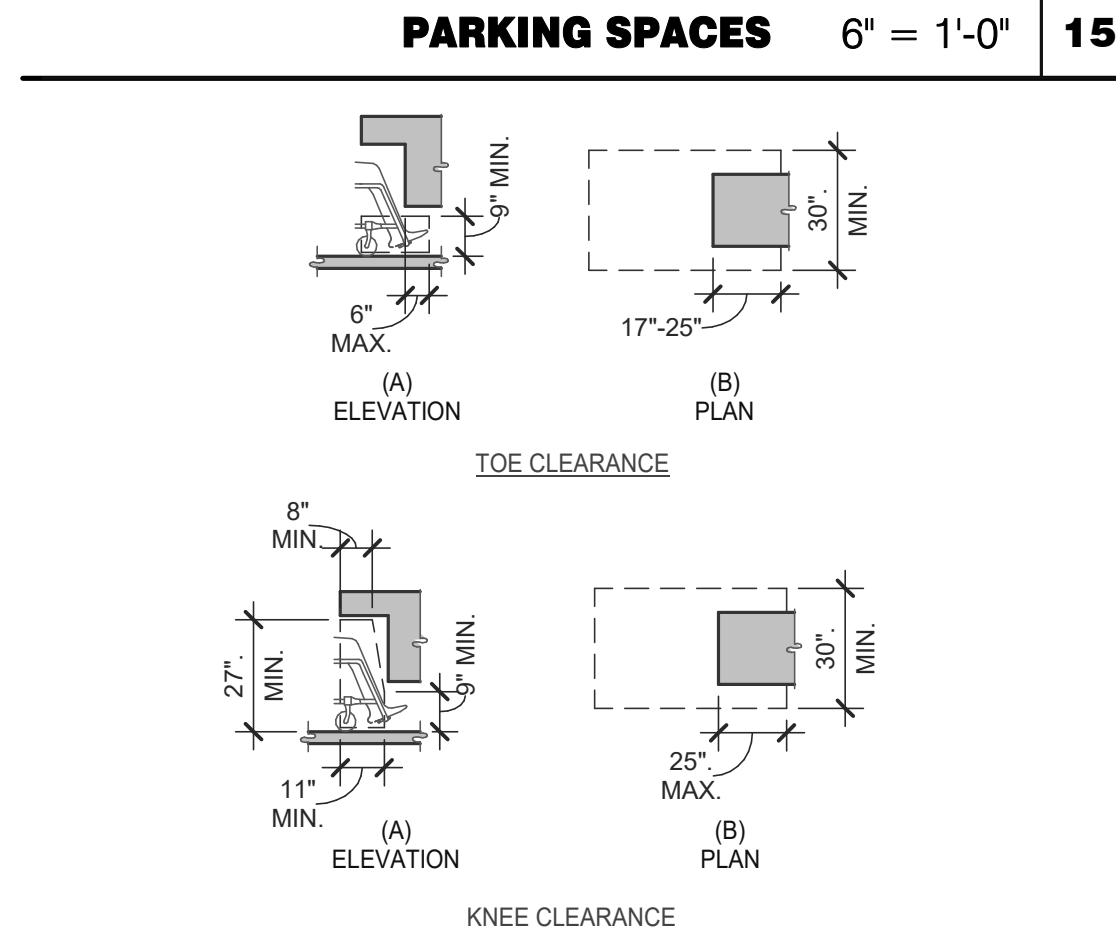 PARKING SPACES 6" = 1'-0" 15
9" MIN.
30".
MIN.
6"
MAX.
17"-25"
(A)
ELEVATION
(B)
PLAN
TOE CLEARANCE
8"
MIN.
27".
MIN.
9" MIN.
30".
MIN.
11"
MIN.
25".
MAX.
(A)
ELEVATION
(B)
PLAN
KNEE CLEARANCE